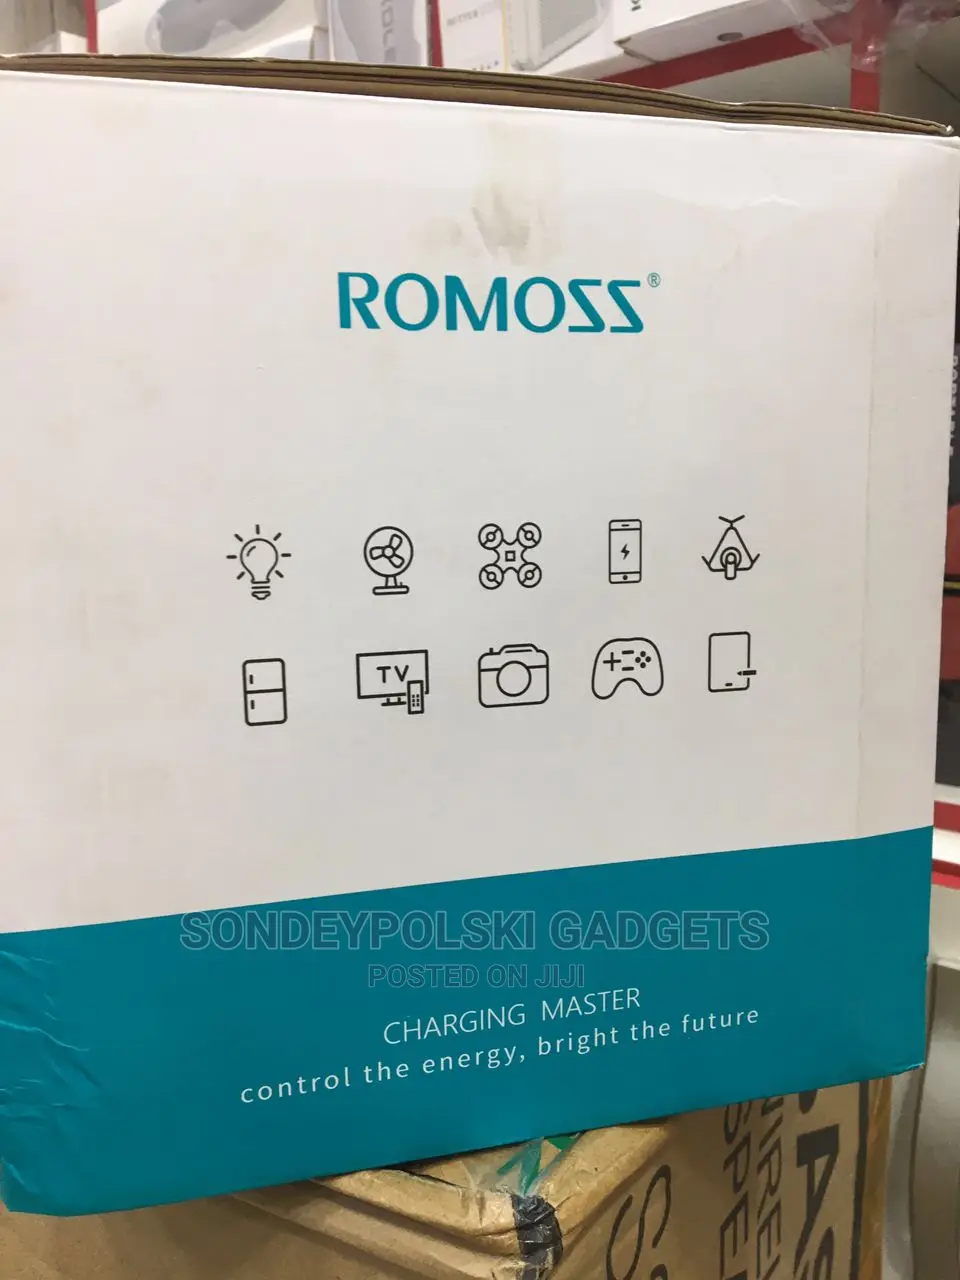 ROMOSS®
TV
SONDEYPOLSKI GADGETS
POSTED ON JIJI
CHARGING MASTER
control the energy, bright the future